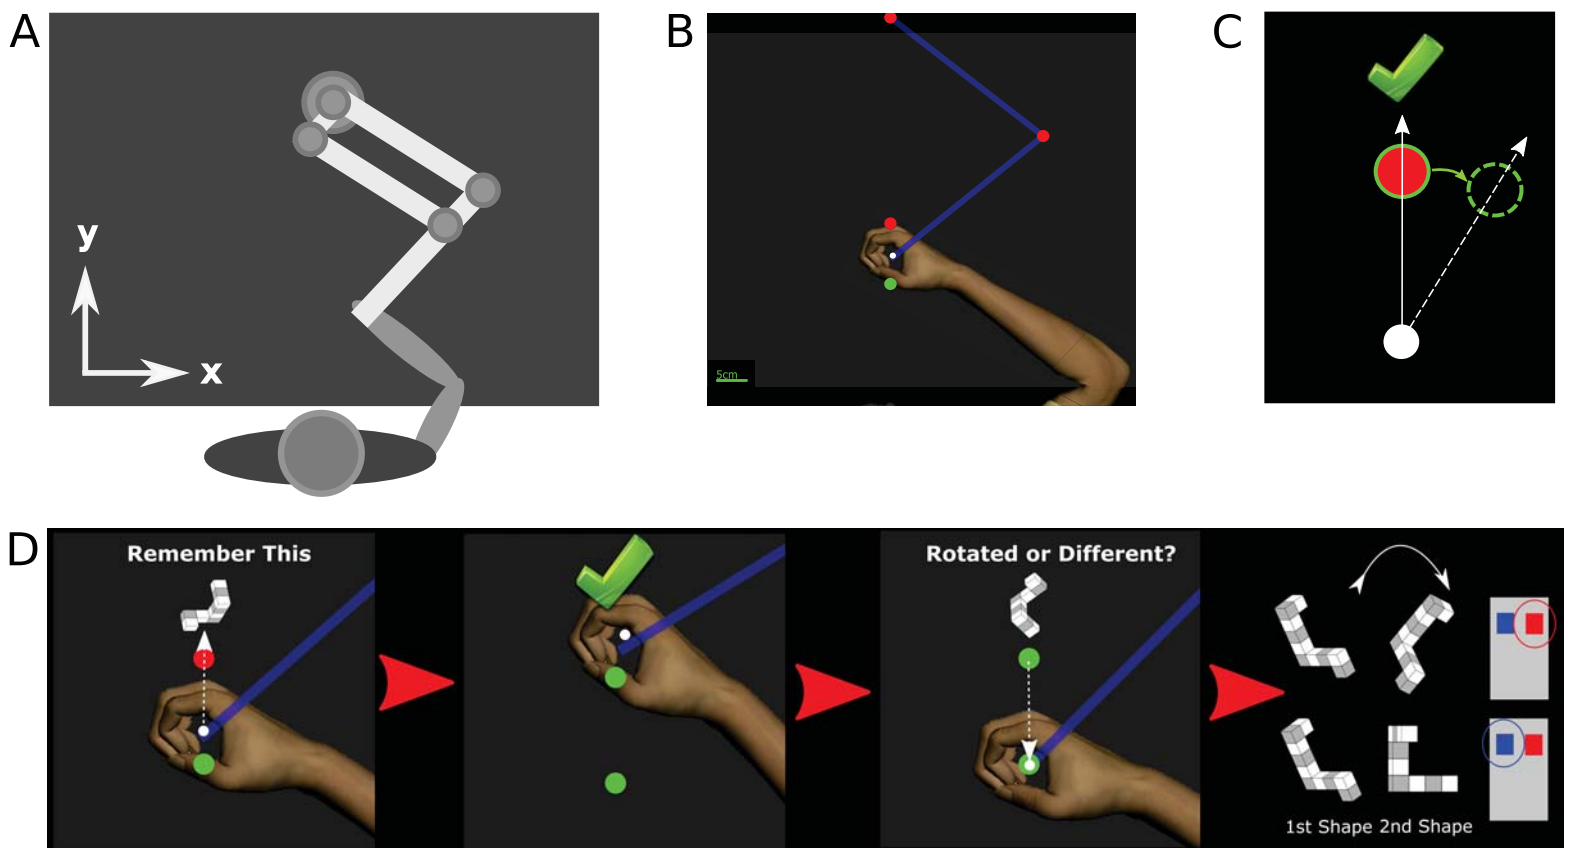 A
B
C
y
x
5cm
D
Remember This
Rotated or Different?
1st Shape 2nd Shape